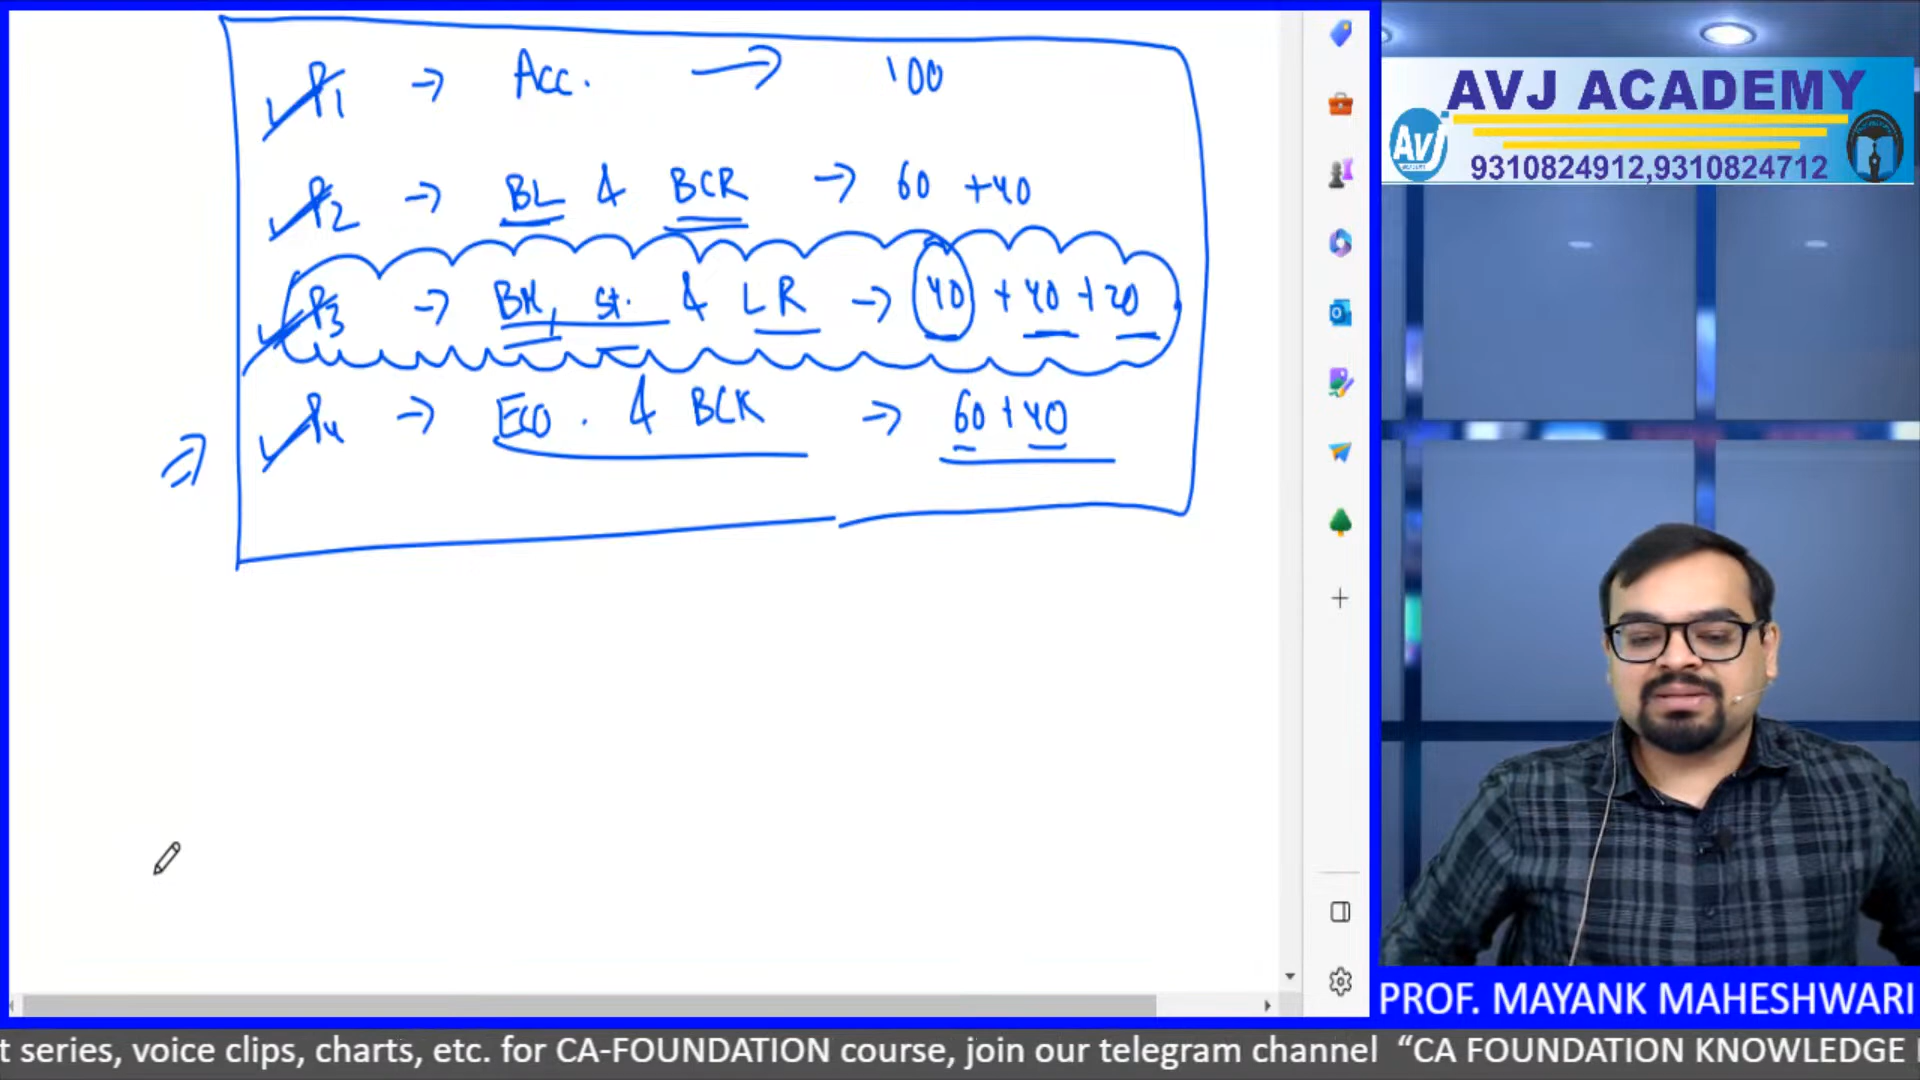 P1 → Acc. → 100
P2 → BL & BCR → 60 + 40
P3 → BM, St. & LR → 40 + 40 + 20
⇒ P4 → Eco. & BCK → 60 + 40
AVJ ACADEMY
AVJ
9310824912,9310824712
PROF. MAYANK MAHESHWARI
t series, voice clips, charts, etc. for CA-FOUNDATION course, join our telegram channel “CA FOUNDATION KNOWLEDGE